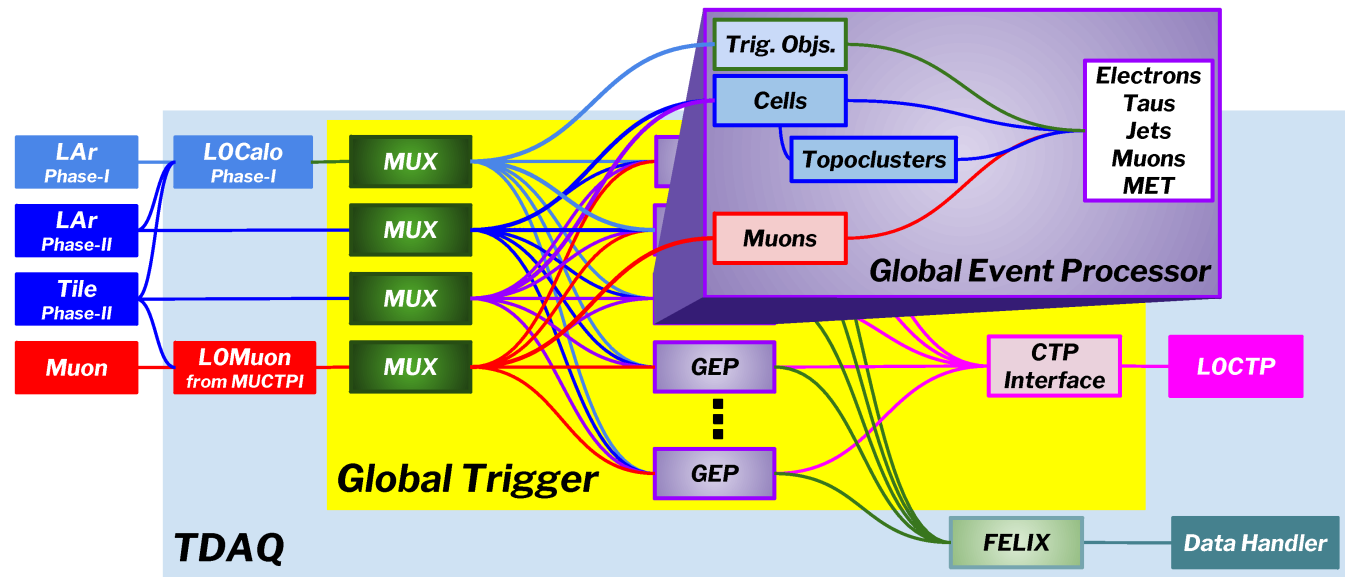 Trig. Objs.
Cells
Topoclusters
Muons
Electrons
Taus
Jets
Muons
MET
Global Event Processor
LAr
Phase-I
LAr
Phase-II
Tile
Phase-II
Muon
L0Calo
Phase-I
L0Muon
from MUCTPI
MUX
MUX
MUX
MUX
GEP
GEP
CTP
Interface
L0CTP
Global Trigger
TDAQ
FELIX
Data Handler